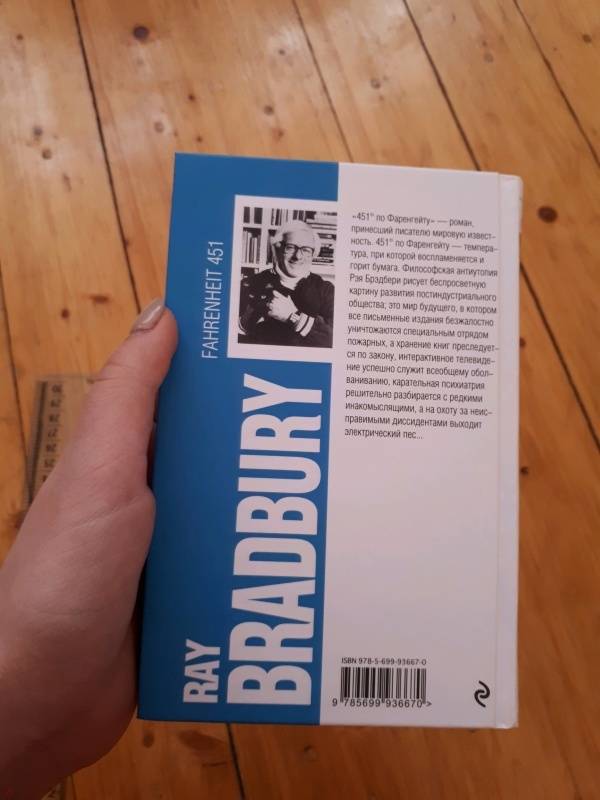 FAHRENHEIT 451
RAY
BRADBURY
«451° по Фаренгейту» — роман,
принесший писателю мировую извест-
ность. 451° по Фаренгейту — темпера-
тура, при которой воспламеняется и
горит бумага. Философская антиутопия
Рэя Брэдбери рисует беспросветную
картину развития постиндустриального
общества; это мир будущего, в котором
все письменные издания безжалостно
уничтожаются специальным отрядом
пожарных, а хранение книг преследует-
ся по закону, интерактивное телевиде-
ние успешно служит всеобщему обол-
ваниванию, карательная психиатрия
решительно разбирается с редкими
инакомыслящими, а на охоту за неис-
правимыми диссидентами выходит
электрический пес...
ISBN 978-5-699-93667-0
9 785699 936670>